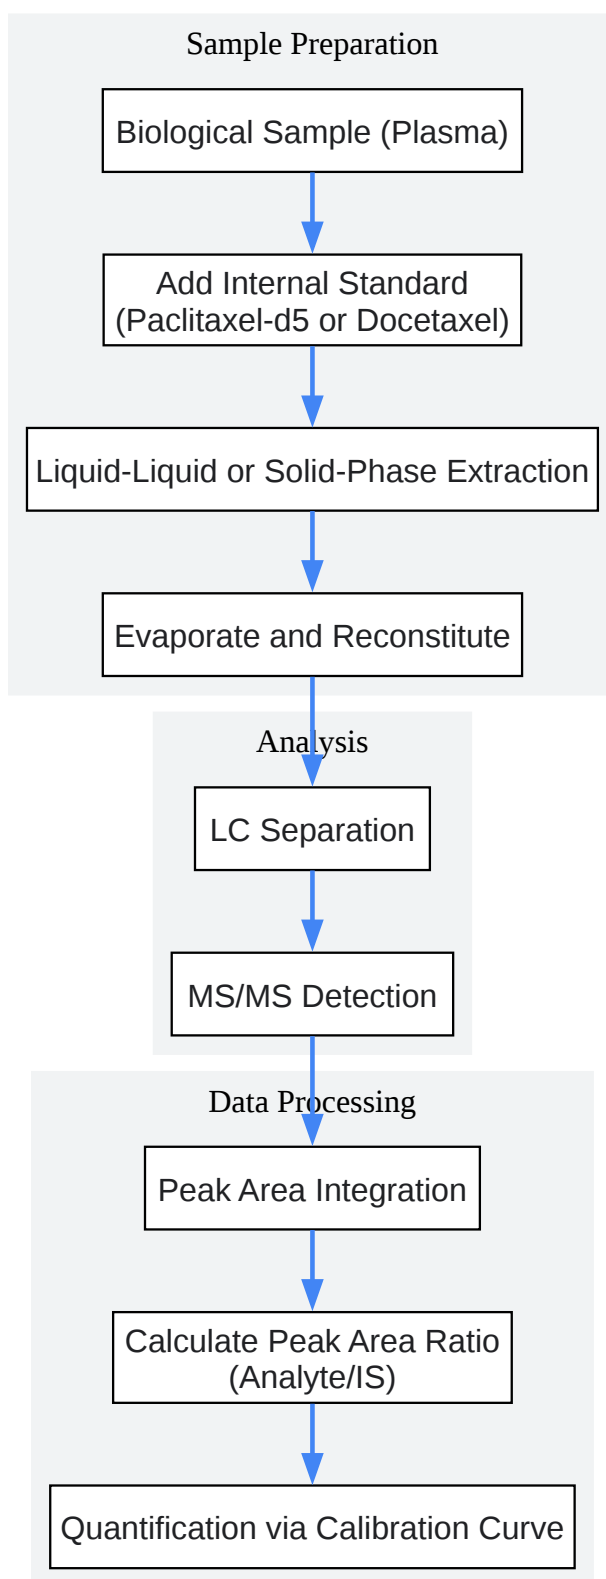 Sample Preparation
Biological Sample (Plasma)
Add Internal Standard
(Paclitaxel-d5 or Docetaxel)
Liquid-Liquid or Solid-Phase Extraction
Evaporate and Reconstitute
Analysis
LC Separation
MS/MS Detection
Data Processing
Peak Area Integration
Calculate Peak Area Ratio
(Analyte/IS)
Quantification via Calibration Curve